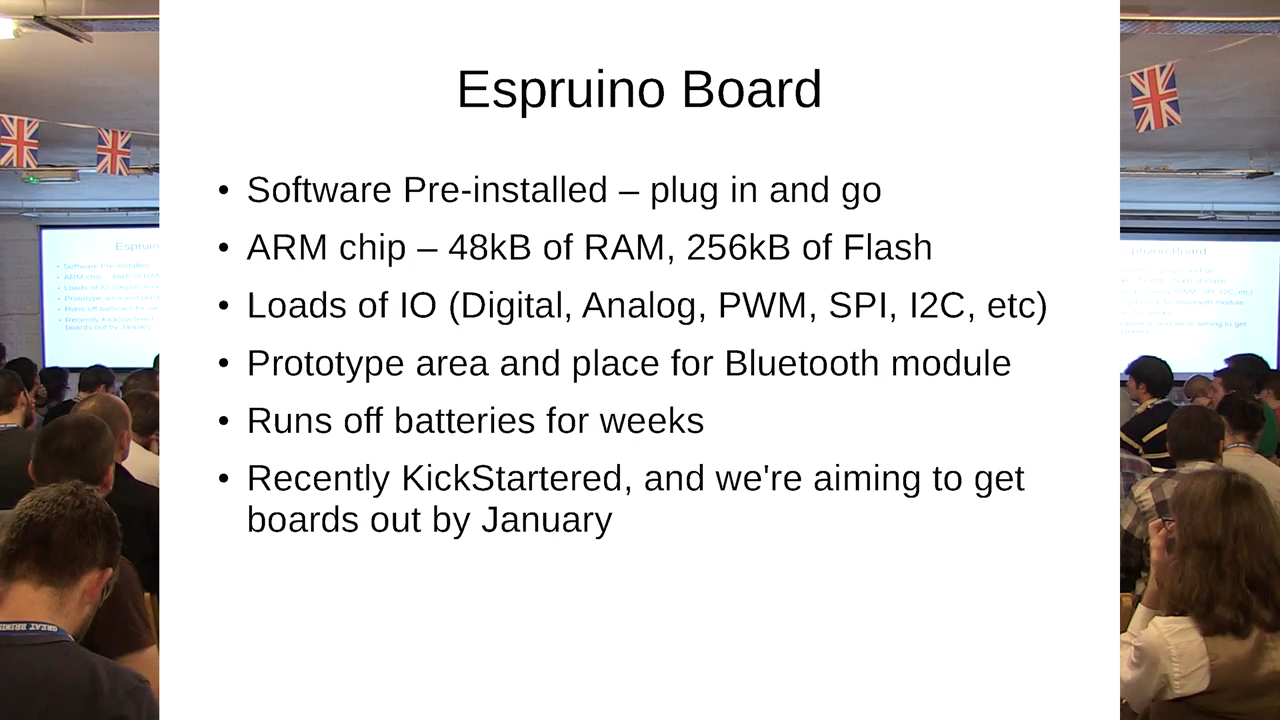 Espruino Board
• Software Pre-installed – plug in and go
• ARM chip – 48kB of RAM, 256kB of Flash
• Loads of IO (Digital, Analog, PWM, SPI, I2C, etc)
• Prototype area and place for Bluetooth module
• Runs off batteries for weeks
• Recently KickStartered, and we're aiming to get
boards out by January